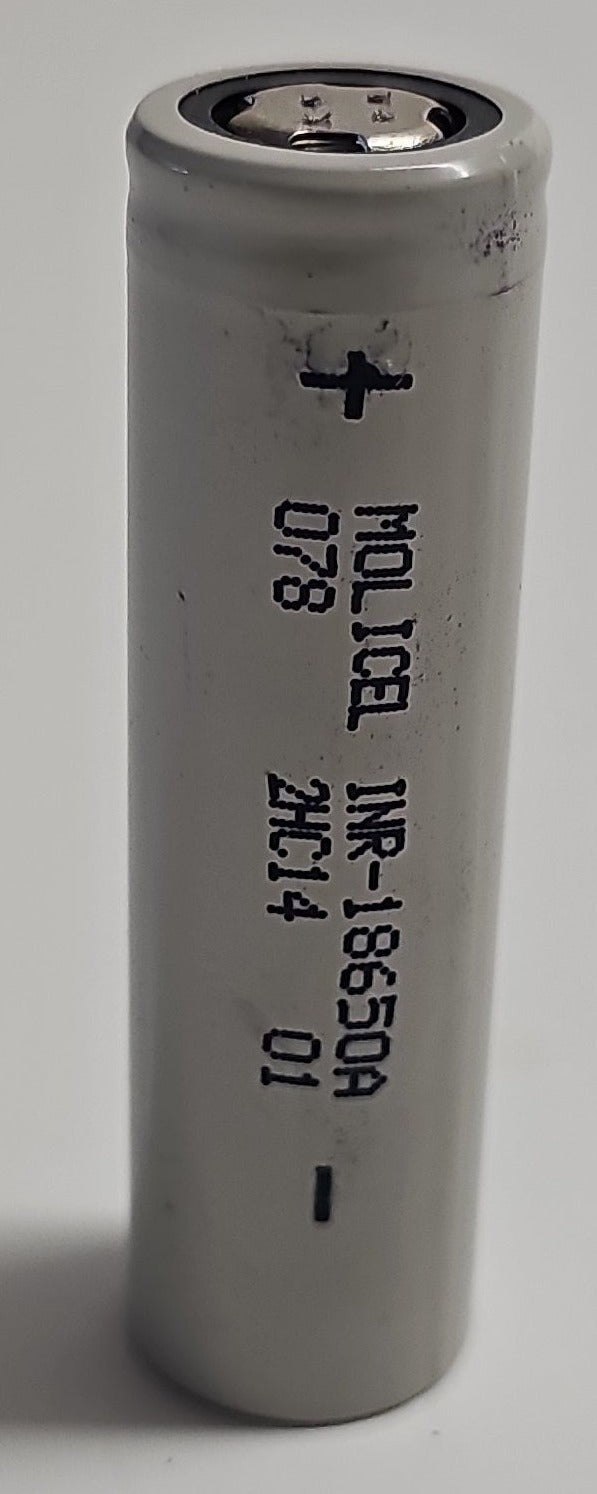 +
MOLICEL INR-18650A
078 2HC14 01
-